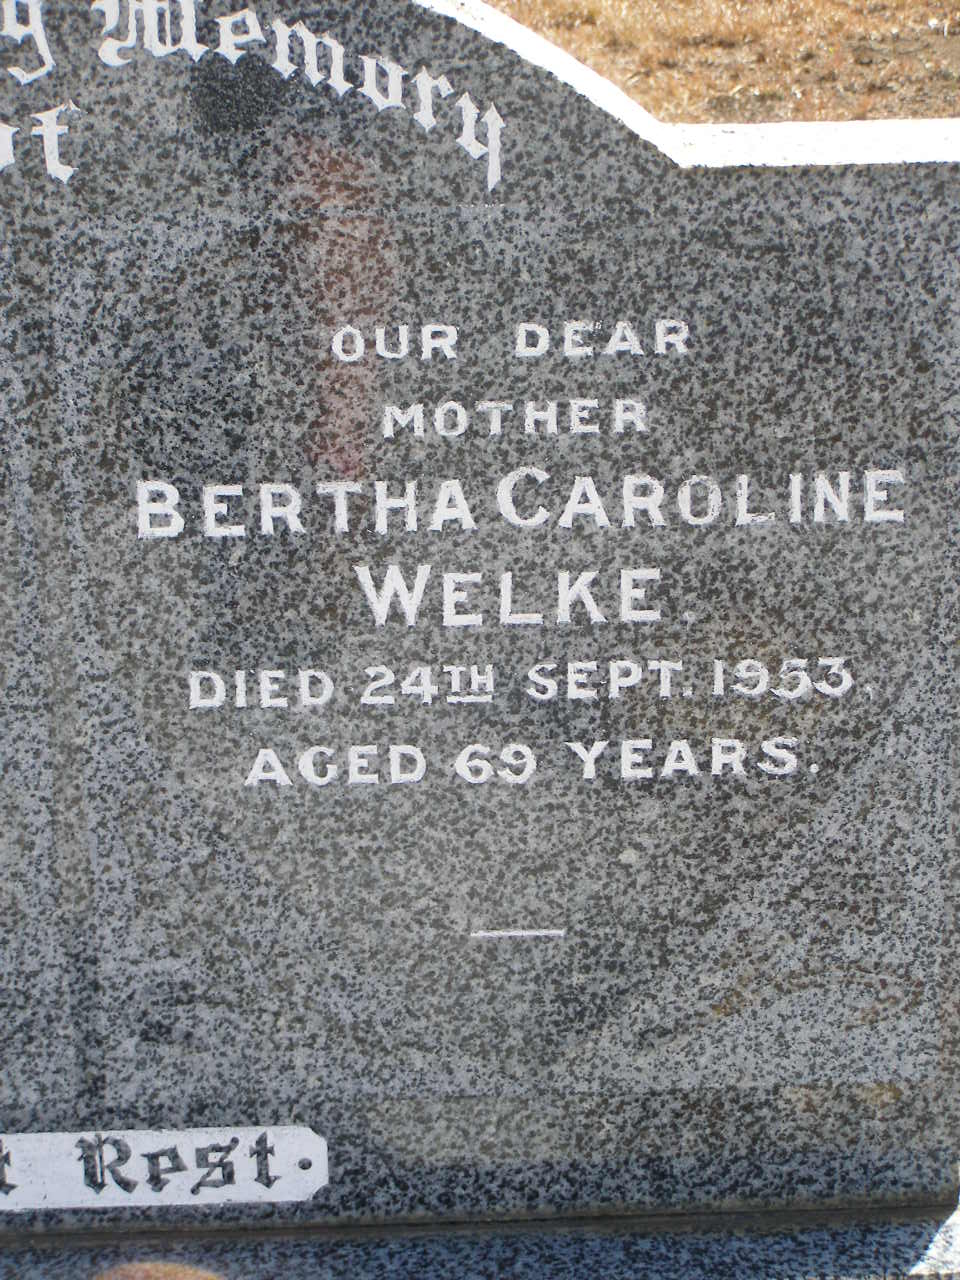 Memory
OUR DEAR
MOTHER
BERTHA CAROLINE
WELKE.
DIED 24TH SEPT. 1953,
AGED 69 YEARS.
Rest.